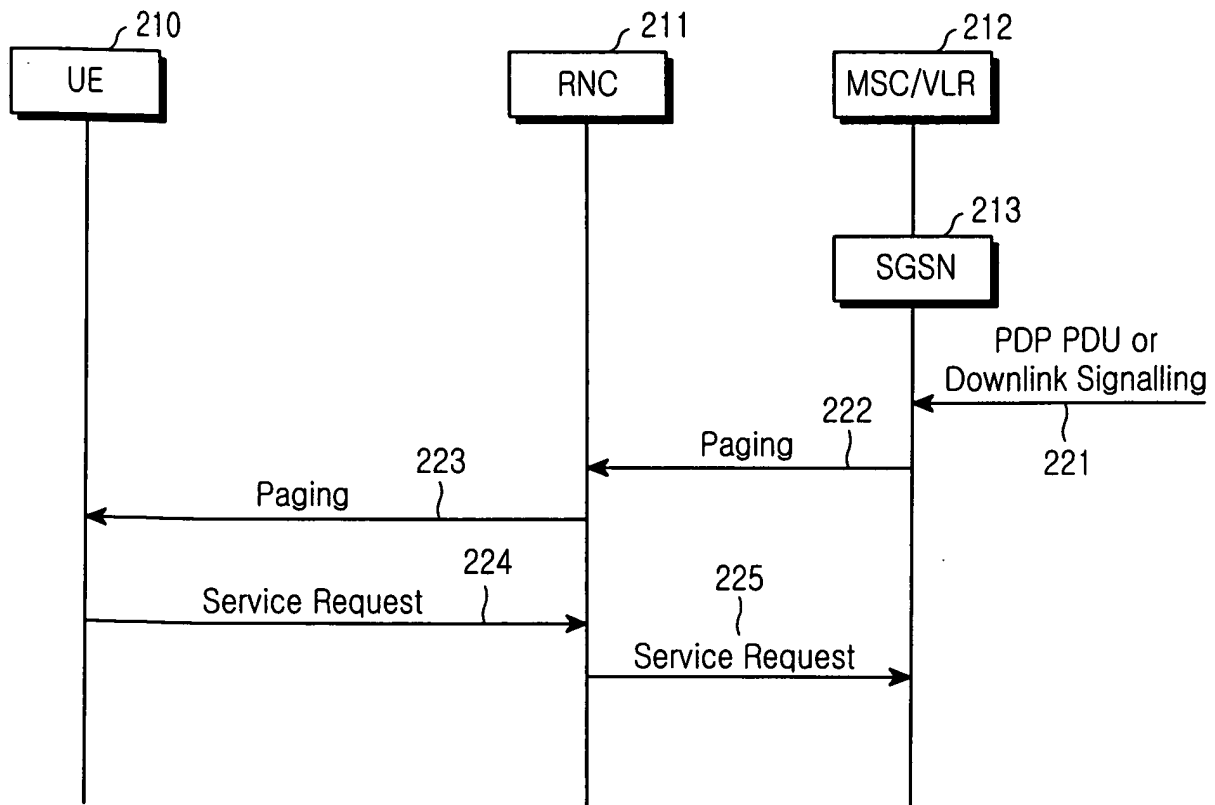 210
211
212
UE
RNC
MSC/VLR
213
SGSN
PDP PDU or
Downlink Signalling
221
222
Paging
223
Paging
224
Service Request
225
Service Request